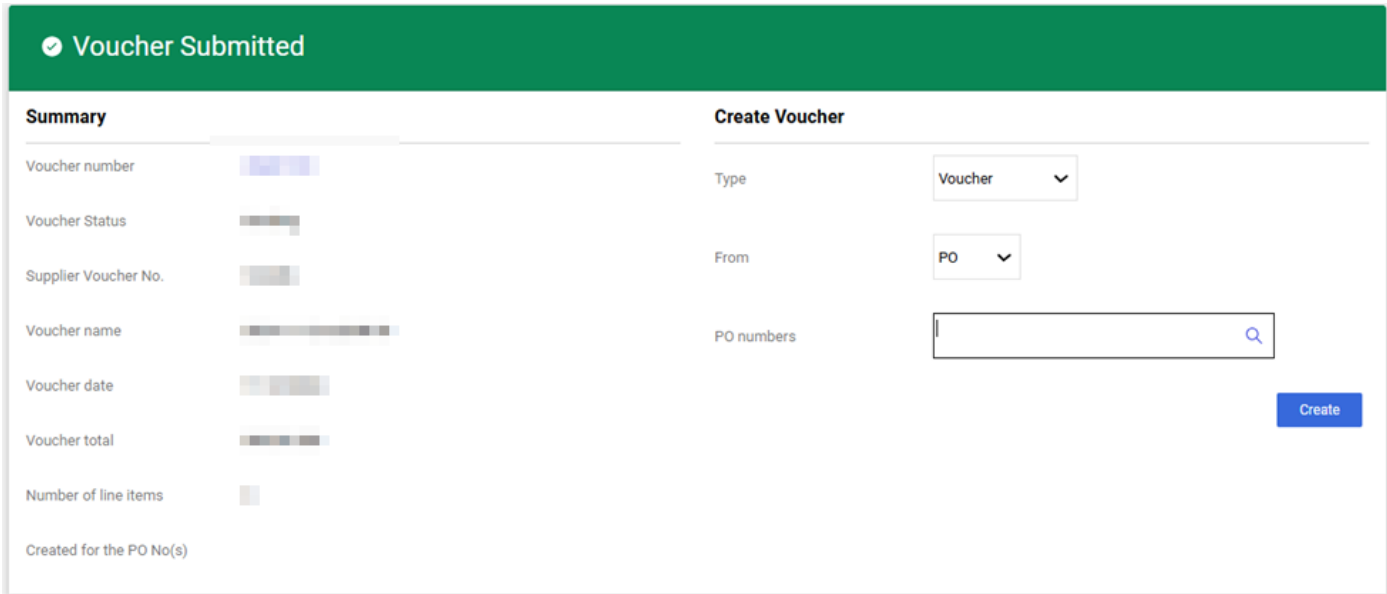 Voucher Submitted
Summary
Voucher number
Voucher Status
Supplier Voucher No.
Voucher name
Voucher date
Voucher total
Number of line items
Created for the PO No(s)
Create Voucher
Type
Voucher
From
PO
PO numbers
Create